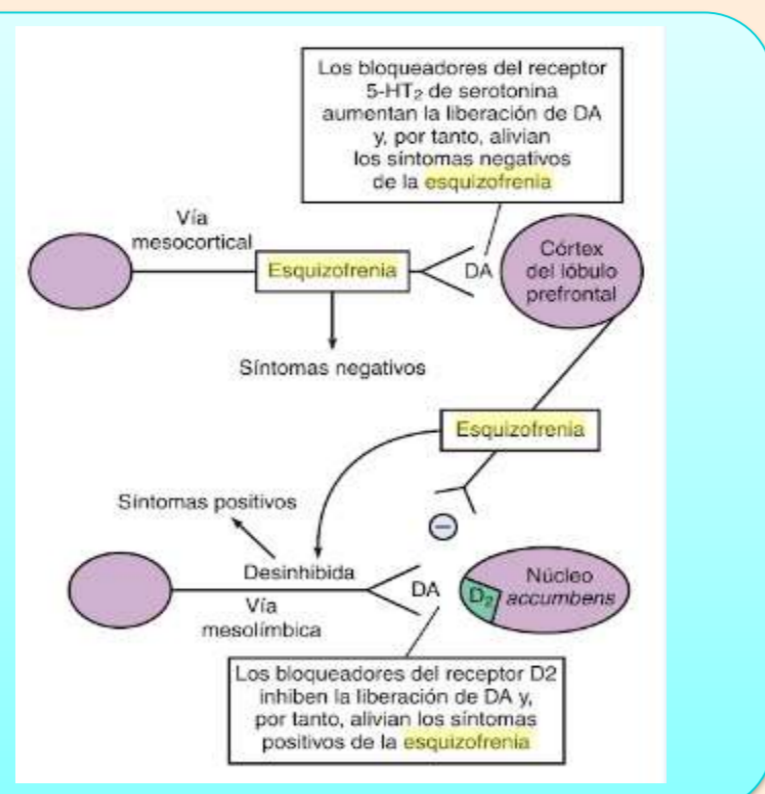 Los bloqueadores del receptor
5-HT₂ de serotonina
aumentan la liberación de DA
y, por tanto, alivian
los síntomas negativos
de la esquizofrenia
Vía
mesocortical
Esquizofrenia
DA
Córtex
del lóbulo
prefrontal
Síntomas negativos
Esquizofrenia
Síntomas positivos
−
Desinhibida
Vía
mesolímbica
DA
D₂
Núcleo
accumbens
Los bloqueadores del receptor D2
inhiben la liberación de DA y,
por tanto, alivian los síntomas
positivos de la esquizofrenia